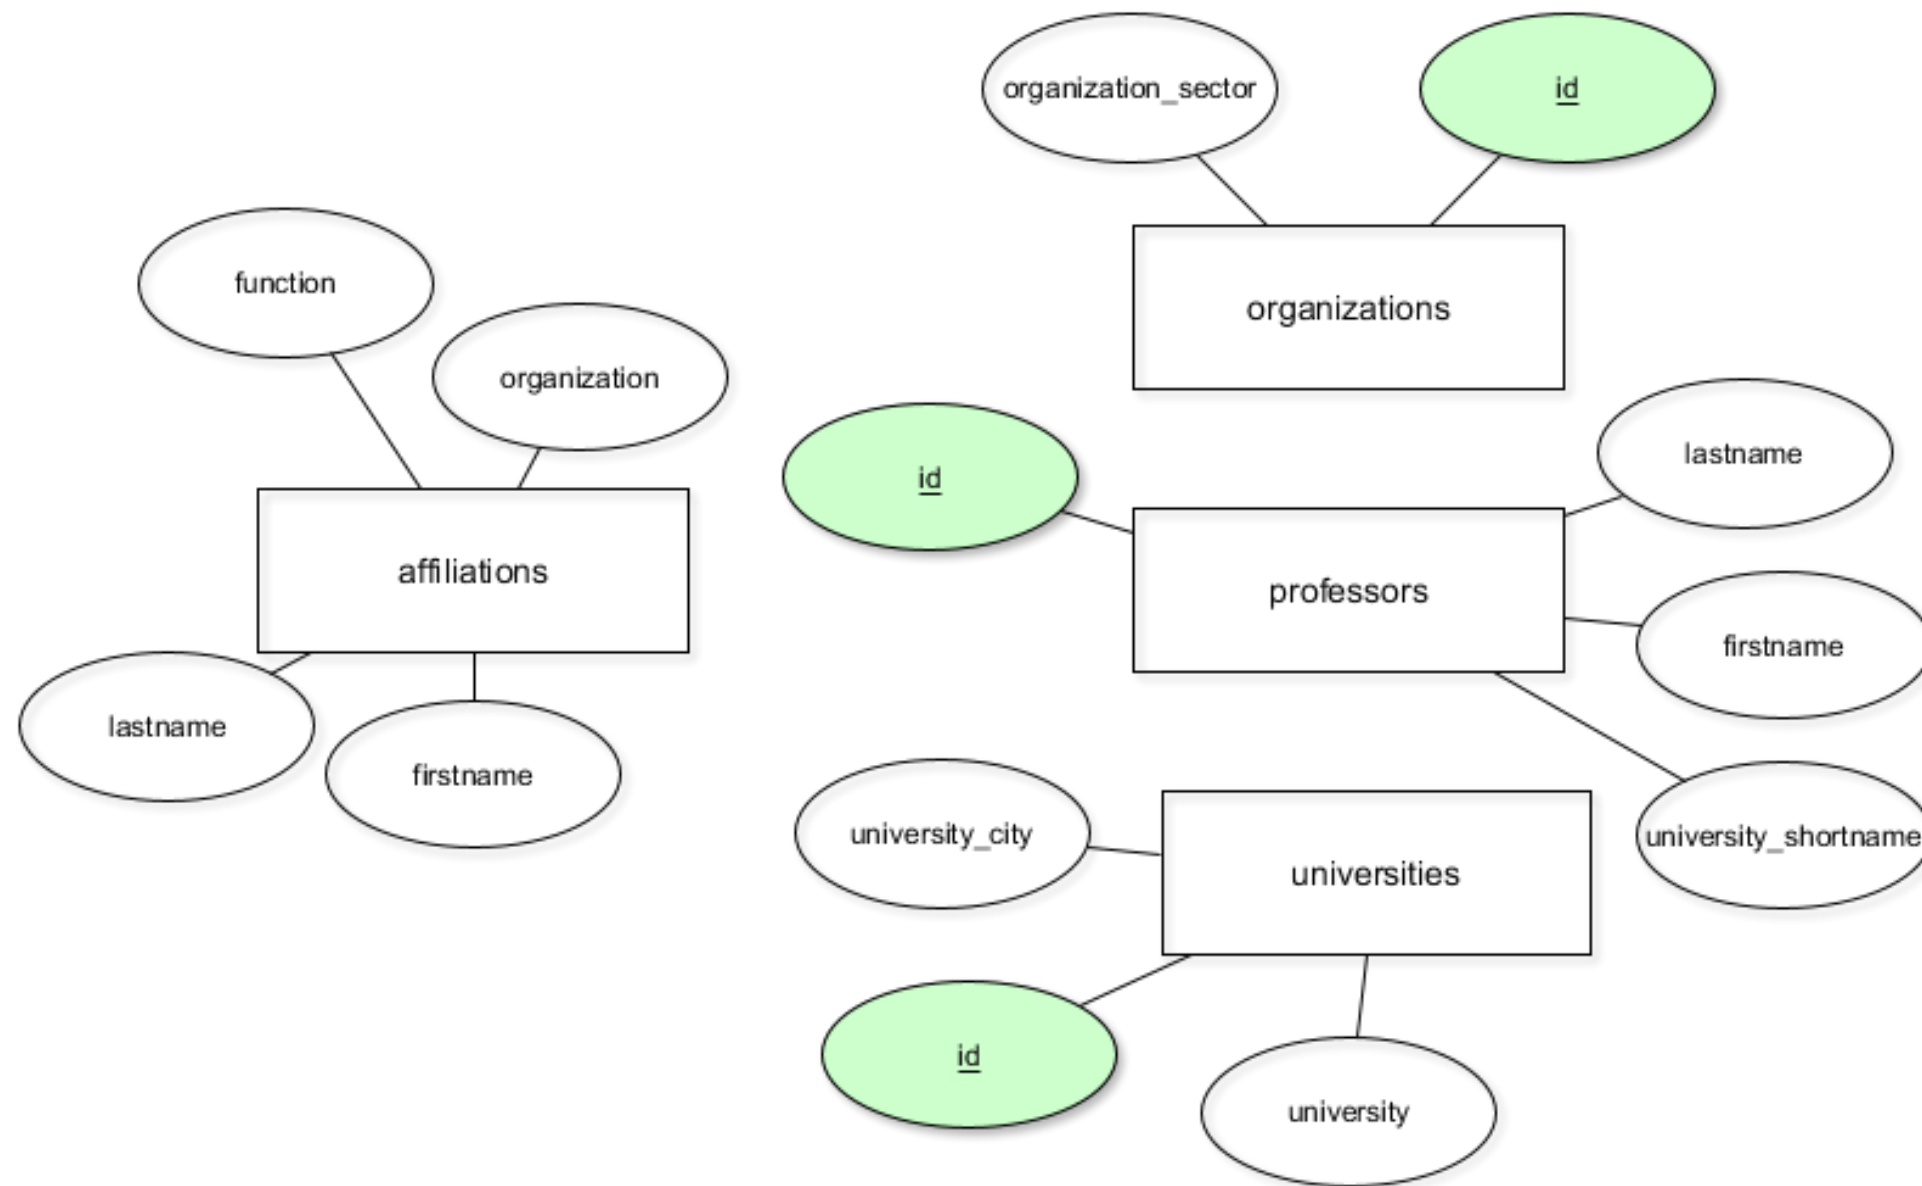 organization_sector
id
function
organization
organizations
affiliations
lastname
firstname
id
lastname
professors
firstname
university_shortname
university_city
universities
id
university